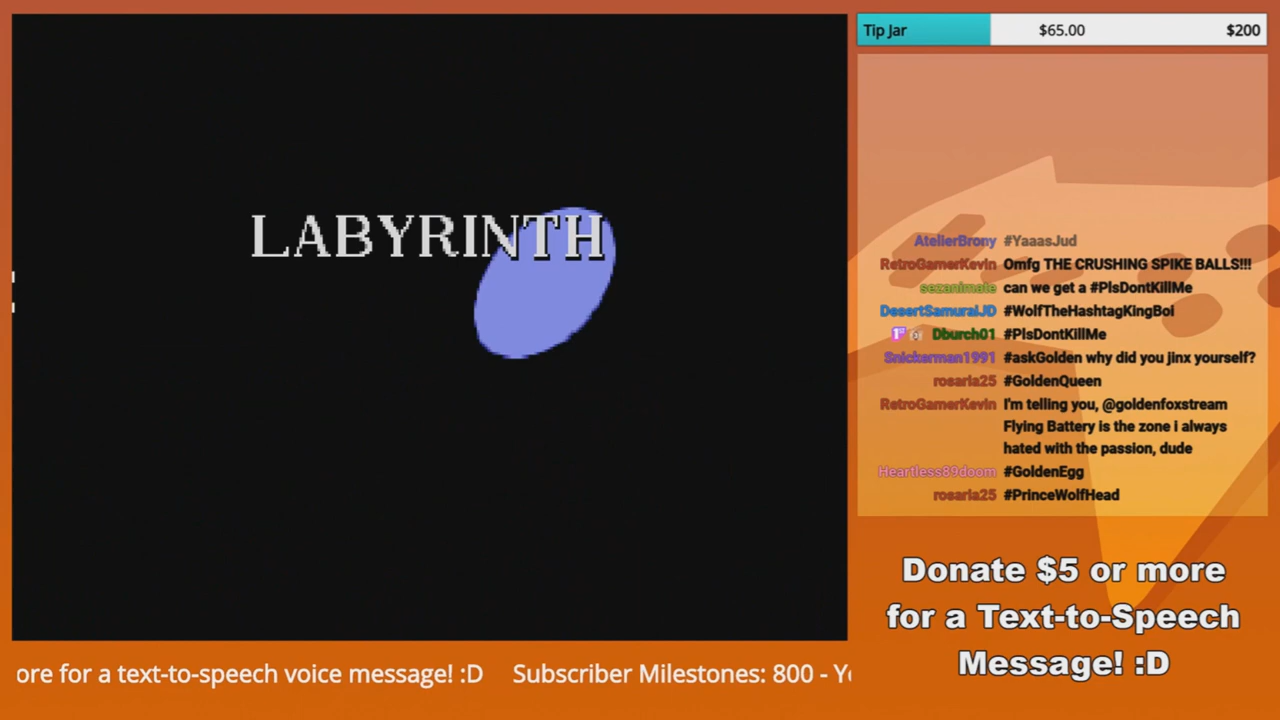 LABYRINTH
Tip Jar $65.00 $200
AtelierBrony #YaaasJud
RetroGamerKevin Omfg THE CRUSHING SPIKE BALLS!!!
sezanimate can we get a #PlsDontKillMe
DesertSamuraiJD #WolfTheHashtagKingBoi
Dburch01 #PlsDontKillMe
Snickerman1991 #askGolden why did you jinx yourself?
rosaria25 #GoldenQueen
RetroGamerKevin I'm telling you, @goldenfoxstream
Flying Battery is the zone i always
hated with the passion, dude
Heartless89doom #GoldenEgg
rosaria25 #PrinceWolfHead
Donate $5 or more
for a Text-to-Speech
Message! :D
ore for a text-to-speech voice message! :D Subscriber Milestones: 800 -